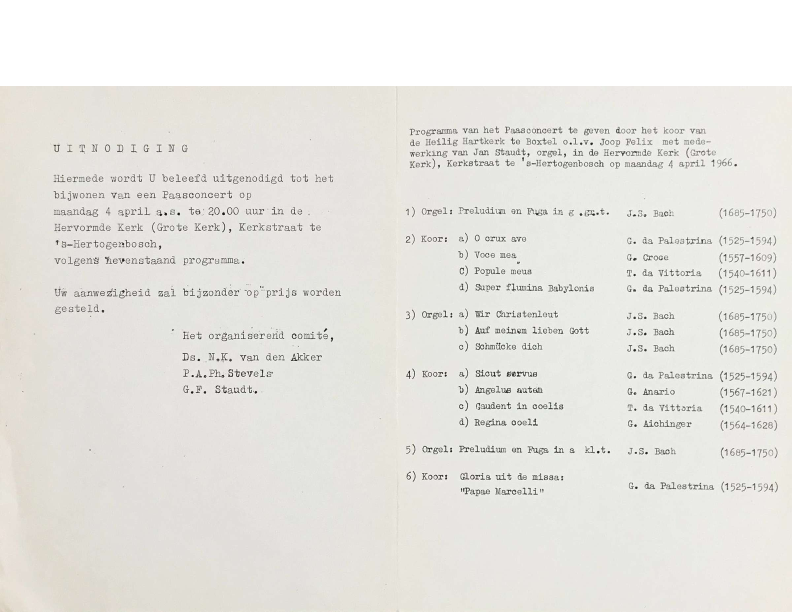 UITNODIGING
Hiermede wordt U beleefd uitgenodigd tot het
bijwonen van een Paasconcert op
maandag 4 april a.s. te 20.00 uur in de
Hervormde Kerk (Grote Kerk), Kerkstraat te
's-Hertogenbosch,
volgens nevenstaand programma.
Uw aanwezigheid zal bijzonder op prijs worden
gesteld.
Het organiserend comité,
Ds. N.K. van den Akker
P.A.Ph. Stevels
G.F. Staudt.
Programma van het Paasconcert te geven door het koor van
de Heilig Hartkerk te Boxtel o.l.v. Joop Felix met mede-
werking van Jan Staudt, orgel, in de Hervormde Kerk (Grote
Kerk), Kerkstraat te 's-Hertogenbosch op maandag 4 april 1966.
1) Orgel: Preludium en Fuga in g .gr.t. J.S. Bach (1685-1750)
2) Koor: a) O crux ave G. da Palestrina (1525-1594)
b) Voce mea G. Croce (1557-1609)
C) Popule meus T. da Vittoria (1540-1611)
d) Super flumina Babylonis G. da Palestrina (1525-1594)
3) Orgel: a) Wir Christenleut J.S. Bach (1685-1750)
b) Auf meinem lieben Gott J.S. Bach (1685-1750)
c) Schmücke dich J.S. Bach (1685-1750)
4) Koor: a) Sicut servus G. da Palestrina (1525-1594)
b) Angelus autem G. Anario (1567-1621)
c) Gaudent in coelis T. da Vittoria (1540-1611)
d) Regina coeli G. Aichinger (1564-1628)
5) Orgel: Preludium en Fuga in a kl.t. J.S. Bach (1685-1750)
6) Koor: Gloria uit de missa:
"Papae Marcelli" G. da Palestrina (1525-1594)